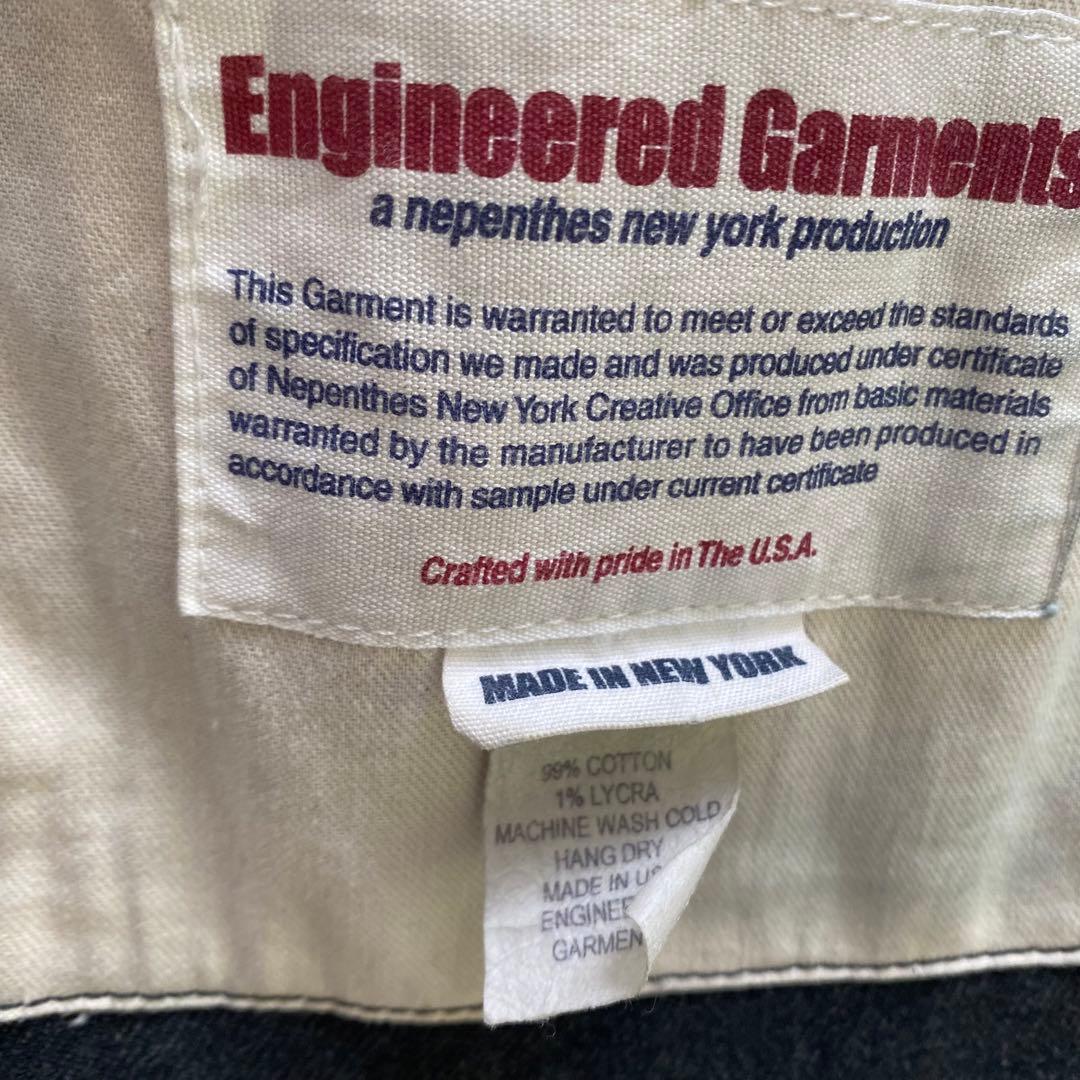 Engineered Garments
a nepenthes new york production
This Garment is warranted to meet or exceed the standards
of specification we made and was produced under certificate
of Nepenthes New York Creative Office from basic materials
warranted by the manufacturer to have been produced in
accordance with sample under current certificate
Crafted with pride in The U.S.A.
MADE IN NEW YORK
99% COTTON
1% LYCRA
MACHINE WASH COLD
HANG DRY
MADE IN